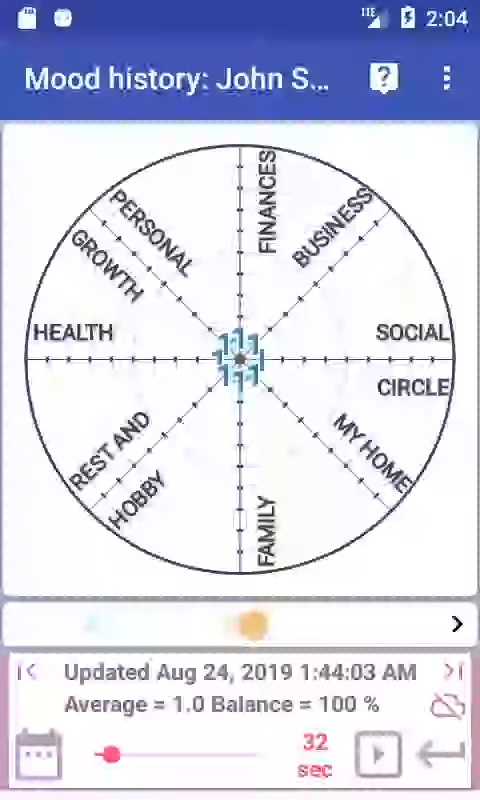 LTE 2:04
Mood history: John S...
FINANCES
BUSINESS
SOCIAL
CIRCLE
MY HOME
FAMILY
REST AND
HOBBY
HEALTH
PERSONAL
GROWTH
Updated Aug 24, 2019 1:44:03 AM
Average = 1.0 Balance = 100 %
32
sec